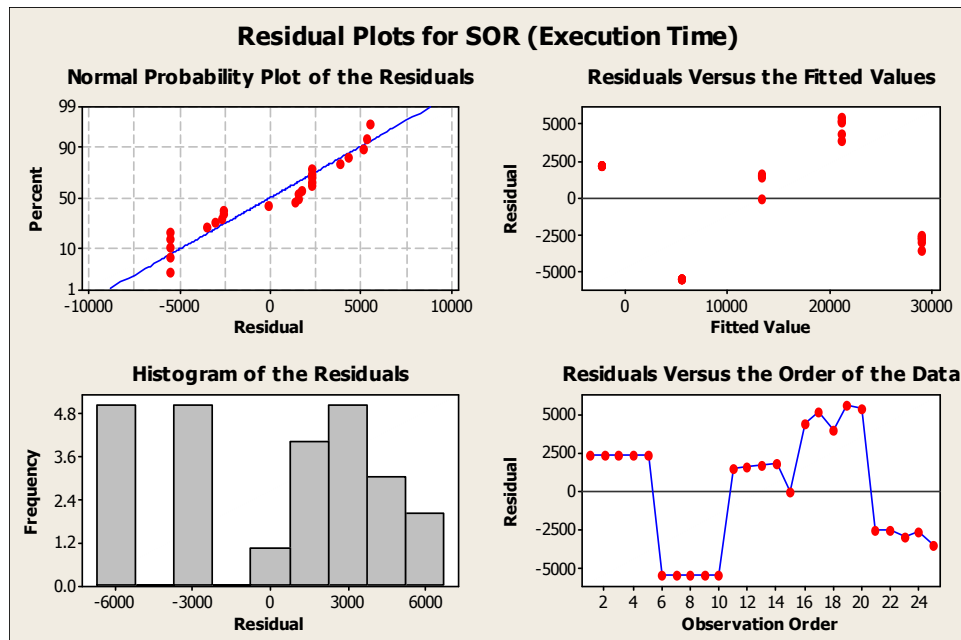 Residual Plots for SOR (Execution Time)
Normal Probability Plot of the Residuals
99
90
50
10
1
Percent
-10000 -5000 0 5000 10000
Residual
Residuals Versus the Fitted Values
5000
2500
0
-2500
-5000
Residual
0 10000 20000 30000
Fitted Value
Histogram of the Residuals
4.8
3.6
2.4
1.2
0.0
Frequency
-6000 -3000 0 3000 6000
Residual
Residuals Versus the Order of the Data
5000
2500
0
-2500
-5000
Residual
2 4 6 8 10 12 14 16 18 20 22 24
Observation Order